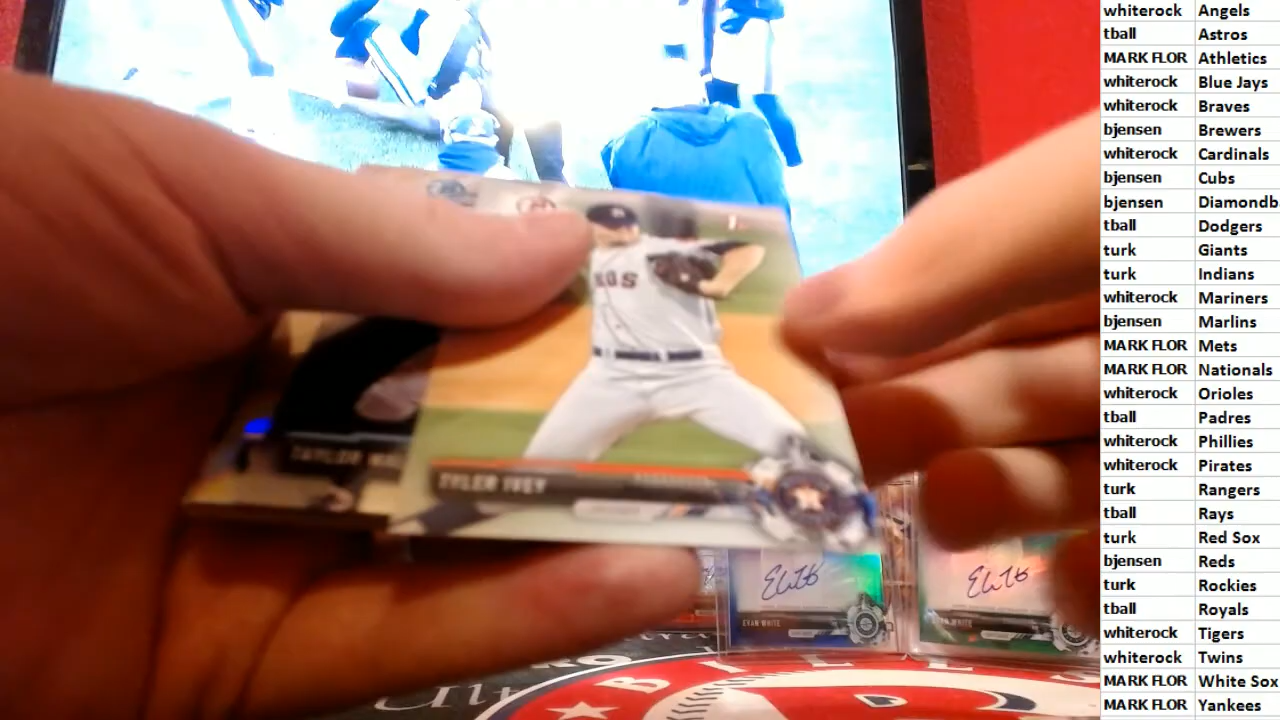 whiterock Angels
tball Astros
MARK FLOR Athletics
whiterock Blue Jays
whiterock Braves
bjensen Brewers
whiterock Cardinals
bjensen Cubs
bjensen Diamondb
tball Dodgers
turk Giants
turk Indians
whiterock Mariners
bjensen Marlins
MARK FLOR Mets
MARK FLOR Nationals
whiterock Orioles
tball Padres
whiterock Phillies
whiterock Pirates
turk Rangers
tball Rays
turk Red Sox
bjensen Reds
turk Rockies
tball Royals
whiterock Tigers
whiterock Twins
MARK FLOR White Sox
MARK FLOR Yankees
TAYLOR
TYLER IVEY
EVAN WHITE